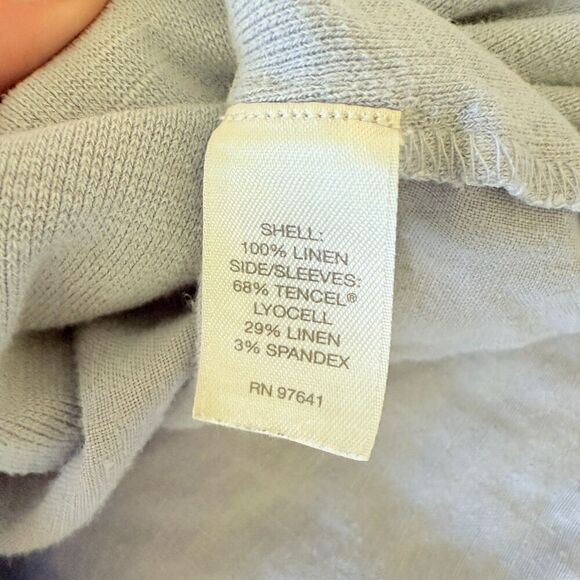 SHELL:
100% LINEN
SIDE/SLEEVES:
68% TENCEL®
LYOCELL
29% LINEN
3% SPANDEX
RN 97641